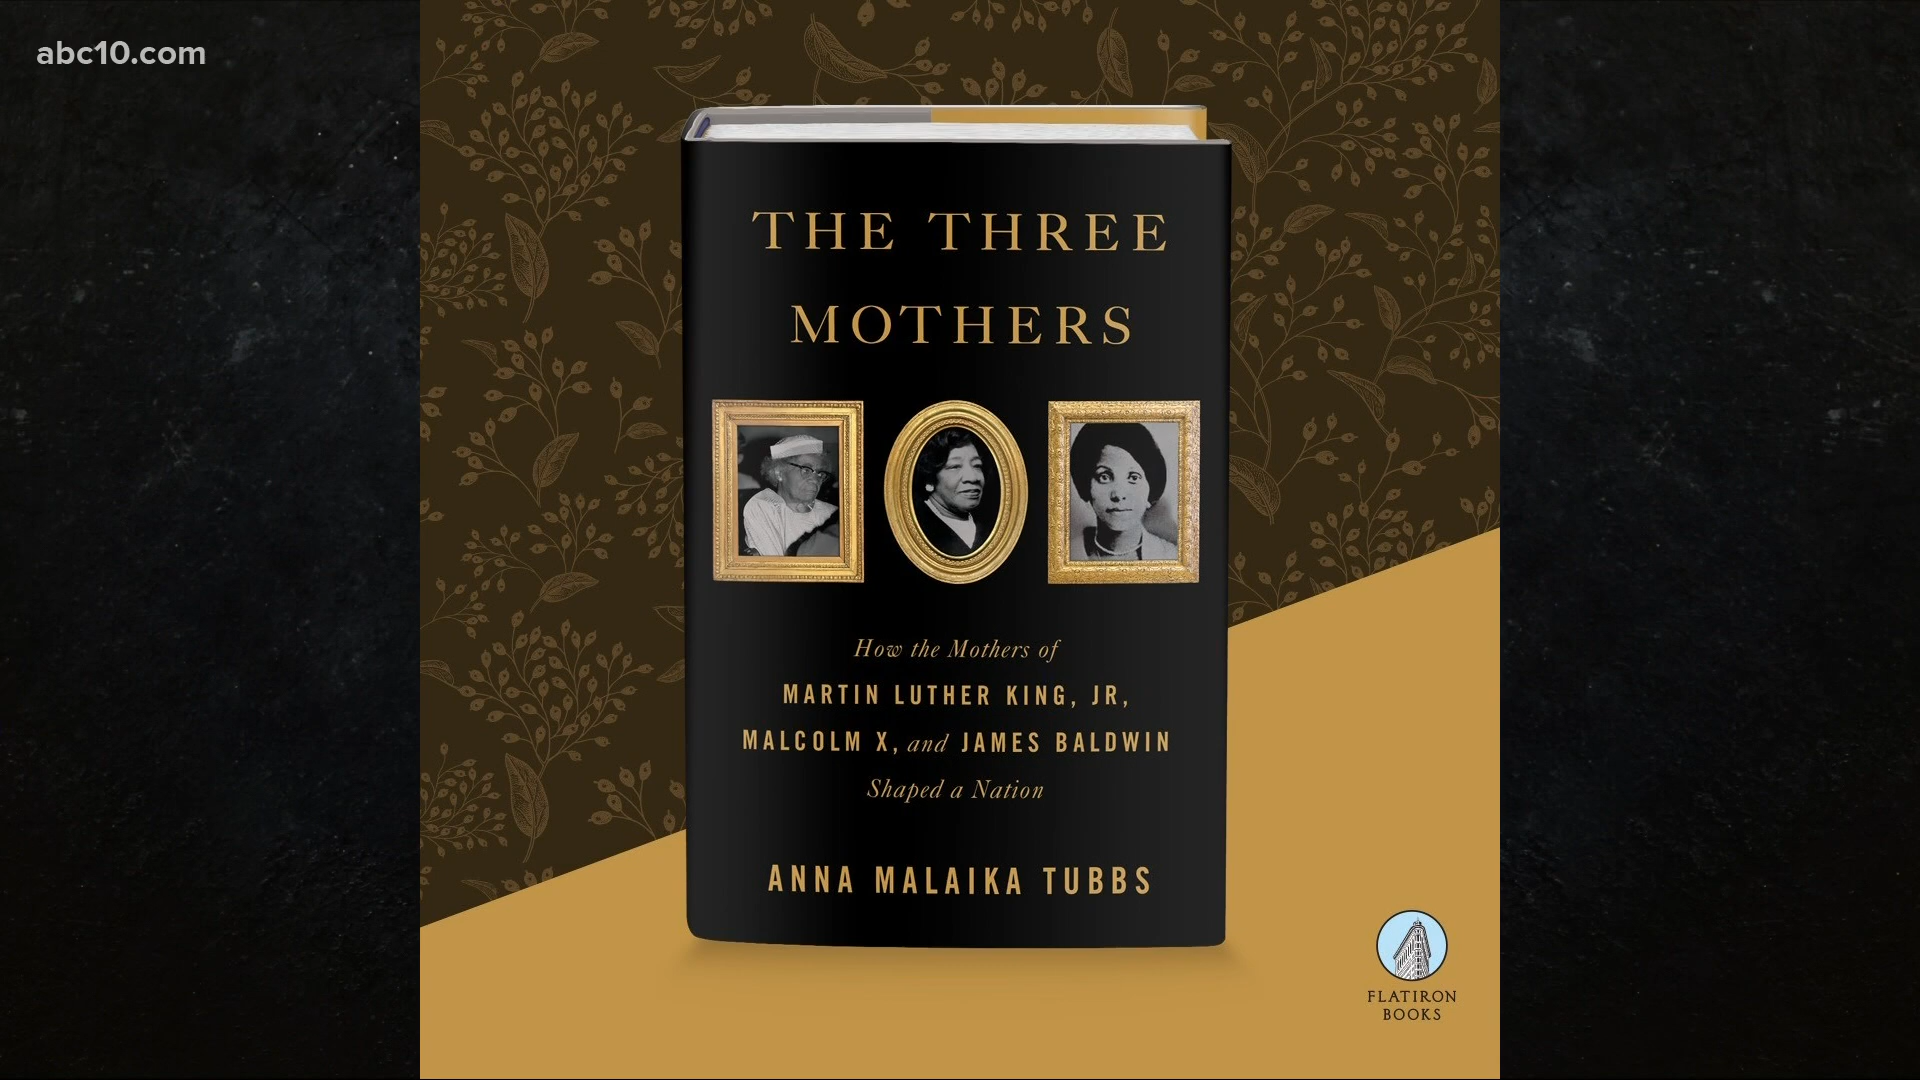 abc10.com
THE THREE
MOTHERS
How the Mothers of
MARTIN LUTHER KING, JR,
MALCOLM X, and JAMES BALDWIN
Shaped a Nation
ANNA MALAIKA TUBBS
FLATIRON
BOOKS